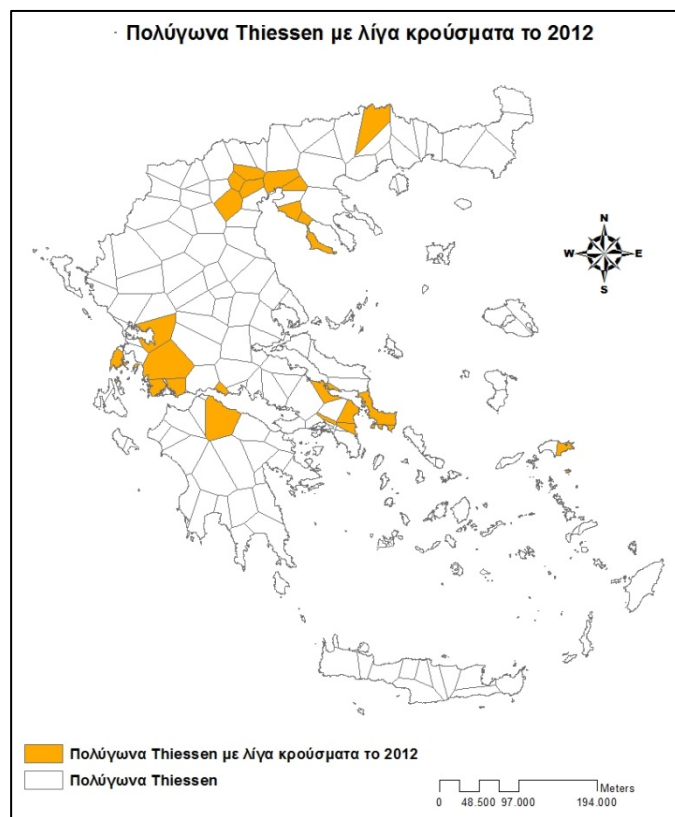 · Πολύγωνα Thiessen με λίγα κρούσματα το 2012
N
W E
S
Πολύγωνα Thiessen με λίγα κρούσματα το 2012
Πολύγωνα Thiessen
Meters
0 48.500 97.000 194.000